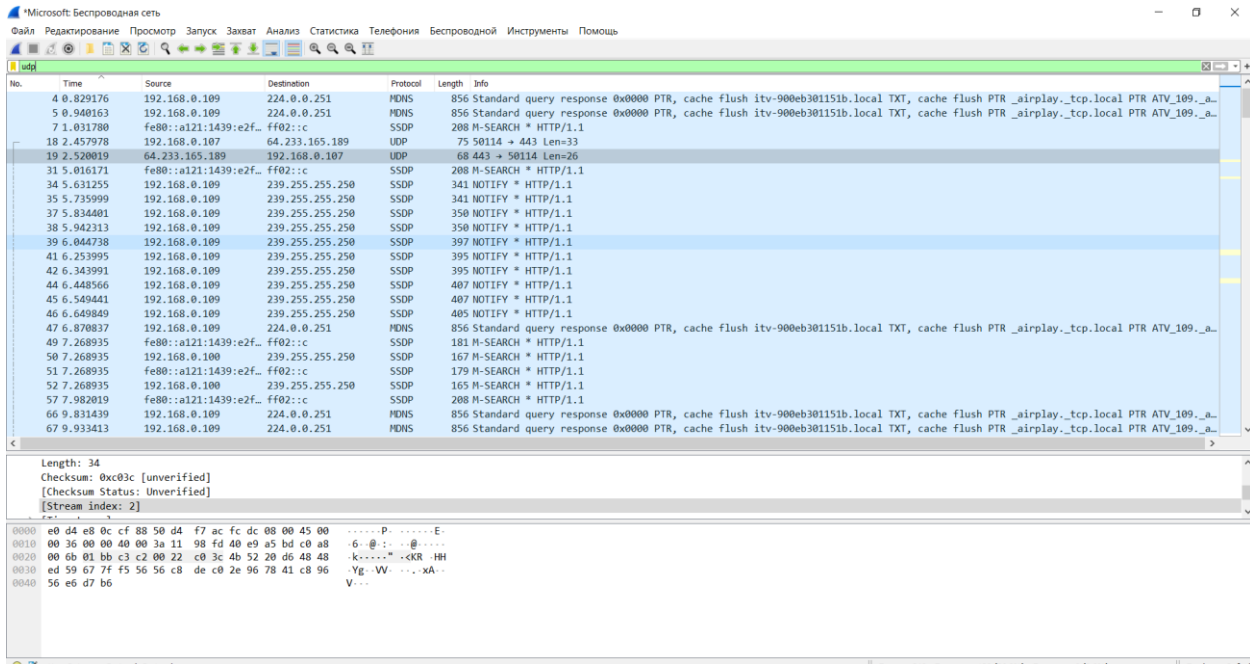 *Microsoft: Беспроводная сеть
Файл Редактирование Просмотр Запуск Захват Анализ Статистика Телефония Беспроводной Инструменты Помощь
udp
No. Time Source Destination Protocol Length Info
4 0.829176 192.168.0.109 224.0.0.251 MDNS 856 Standard query response 0x0000 PTR, cache flush itv-900eb301151b.local TXT, cache flush PTR _airplay._tcp.local PTR ATV_109._a…
5 0.940163 192.168.0.109 224.0.0.251 MDNS 856 Standard query response 0x0000 PTR, cache flush itv-900eb301151b.local TXT, cache flush PTR _airplay._tcp.local PTR ATV_109._a…
7 1.031780 fe80::a121:1439:e2f… ff02::c SSDP 208 M-SEARCH * HTTP/1.1
18 2.457978 192.168.0.107 64.233.165.189 UDP 75 50114 → 443 Len=33
19 2.520019 64.233.165.189 192.168.0.107 UDP 68 443 → 50114 Len=26
31 5.016171 fe80::a121:1439:e2f… ff02::c SSDP 208 M-SEARCH * HTTP/1.1
34 5.631255 192.168.0.109 239.255.255.250 SSDP 341 NOTIFY * HTTP/1.1
35 5.735999 192.168.0.109 239.255.255.250 SSDP 341 NOTIFY * HTTP/1.1
37 5.834401 192.168.0.109 239.255.255.250 SSDP 350 NOTIFY * HTTP/1.1
38 5.942313 192.168.0.109 239.255.255.250 SSDP 350 NOTIFY * HTTP/1.1
39 6.044738 192.168.0.109 239.255.255.250 SSDP 397 NOTIFY * HTTP/1.1
41 6.253995 192.168.0.109 239.255.255.250 SSDP 395 NOTIFY * HTTP/1.1
42 6.343991 192.168.0.109 239.255.255.250 SSDP 395 NOTIFY * HTTP/1.1
44 6.448566 192.168.0.109 239.255.255.250 SSDP 407 NOTIFY * HTTP/1.1
45 6.549441 192.168.0.109 239.255.255.250 SSDP 407 NOTIFY * HTTP/1.1
46 6.649849 192.168.0.109 239.255.255.250 SSDP 405 NOTIFY * HTTP/1.1
47 6.870837 192.168.0.109 224.0.0.251 MDNS 856 Standard query response 0x0000 PTR, cache flush itv-900eb301151b.local TXT, cache flush PTR _airplay._tcp.local PTR ATV_109._a…
49 7.268935 fe80::a121:1439:e2f… ff02::c SSDP 181 M-SEARCH * HTTP/1.1
50 7.268935 192.168.0.100 239.255.255.250 SSDP 167 M-SEARCH * HTTP/1.1
51 7.268935 fe80::a121:1439:e2f… ff02::c SSDP 179 M-SEARCH * HTTP/1.1
52 7.268935 192.168.0.100 239.255.255.250 SSDP 165 M-SEARCH * HTTP/1.1
57 7.982019 fe80::a121:1439:e2f… ff02::c SSDP 208 M-SEARCH * HTTP/1.1
66 9.831439 192.168.0.109 224.0.0.251 MDNS 856 Standard query response 0x0000 PTR, cache flush itv-900eb301151b.local TXT, cache flush PTR _airplay._tcp.local PTR ATV_109._a…
67 9.933413 192.168.0.109 224.0.0.251 MDNS 856 Standard query response 0x0000 PTR, cache flush itv-900eb301151b.local TXT, cache flush PTR _airplay._tcp.local PTR ATV_109._a…
Length: 34
Checksum: 0xc03c [unverified]
[Checksum Status: Unverified]
[Stream index: 2]
0000 e0 d4 e8 0c cf 88 50 d4 f7 ac fc dc 08 00 45 00 ······P· ······E·
0010 00 36 00 00 40 00 3a 11 98 fd 40 e9 a5 bd c0 a8 ·6··@·:· ··@·····
0020 00 6b 01 bb c3 c2 00 22 c0 3c 4b 52 20 d6 48 48 ·k·····" ·<KR ·HH
0030 ed 59 67 7f f5 56 56 c8 de c0 2e 96 78 41 c8 96 ·Yg··VV· ··.·xA··
0040 56 e6 d7 b6 V···